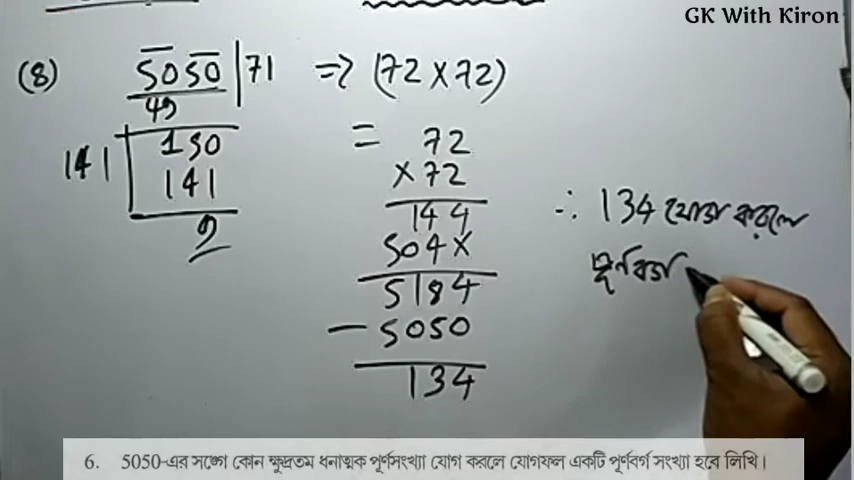 GK With Kiron
(8) 5050 | 71 => (72 X 72)
49
141 150
141
9
= 72
X 72
144
504X
5184
— 5050
134
∴ 134 যোগ করলে
পূর্ণবর্গ
6. 5050-এর সঙ্গে কোন ক্ষুদ্রতম ধনাত্মক পূর্ণসংখ্যা যোগ করলে যোগফল একটি পূর্ণবর্গ সংখ্যা হবে লিখি।